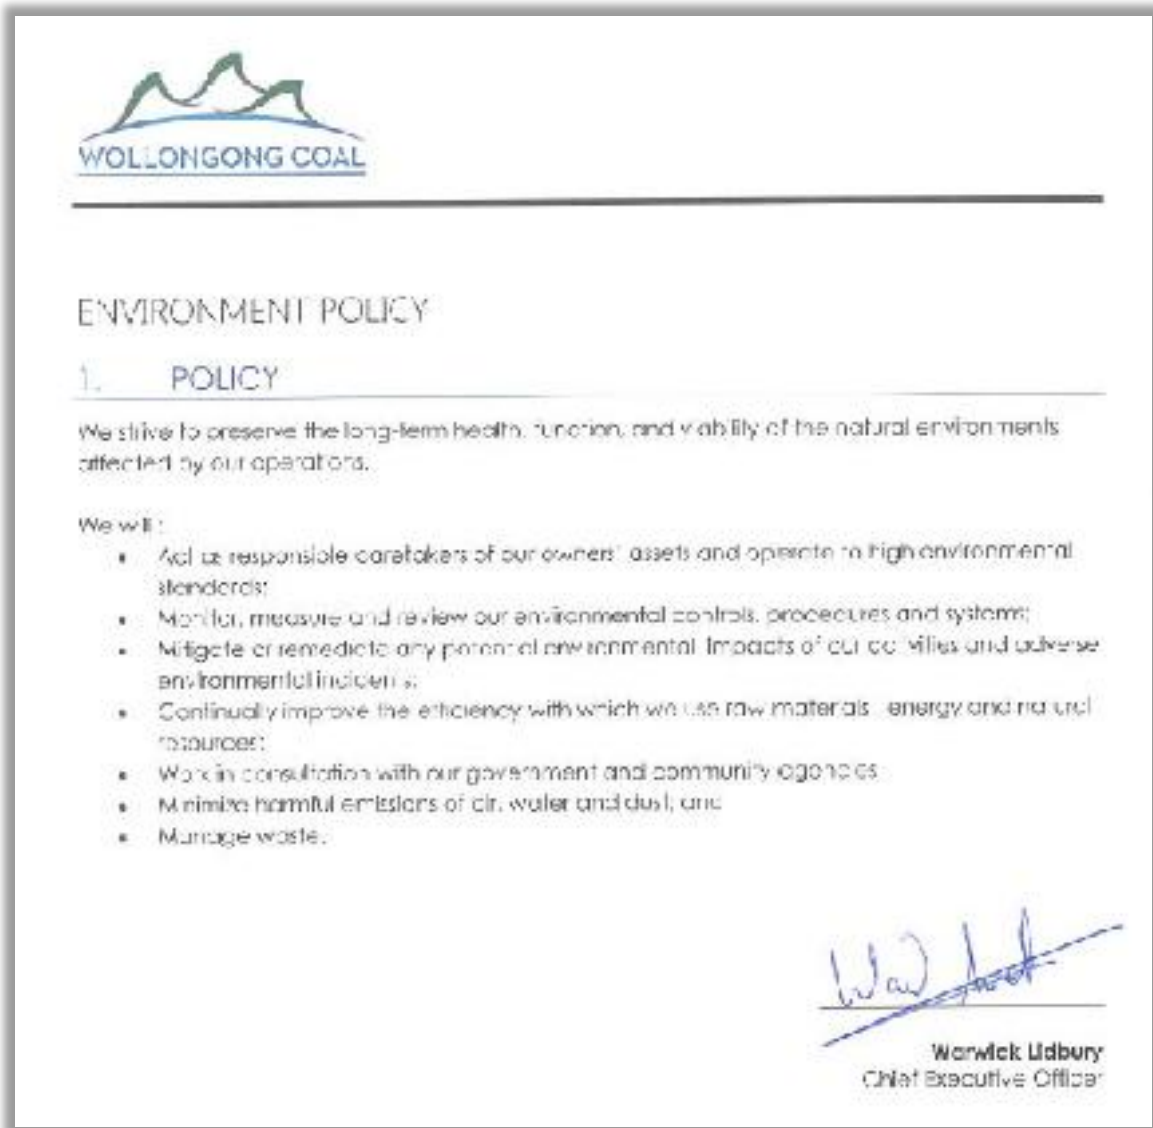 WOLLONGONG COAL
ENVIRONMENT POLICY
1. POLICY
We strive to preserve the long-term health, function, and viability of the natural environments
affected by our operations.
We will :
• Act as responsible caretakers of our owners' assets and operate to high environmental
standards;
• Monitor, measure and review our environmental controls, procedures and systems;
• Mitigate or remediate any potential environmental impacts of our activities and adverse
environmental incidents;
• Continually improve the efficiency with which we use raw materials, energy and natural
resources;
• Work in consultation with our government and community agencies
• Minimize harmful emissions of air, water and dust; and
• Manage waste.
Warwick Lidbury
Chief Executive Officer